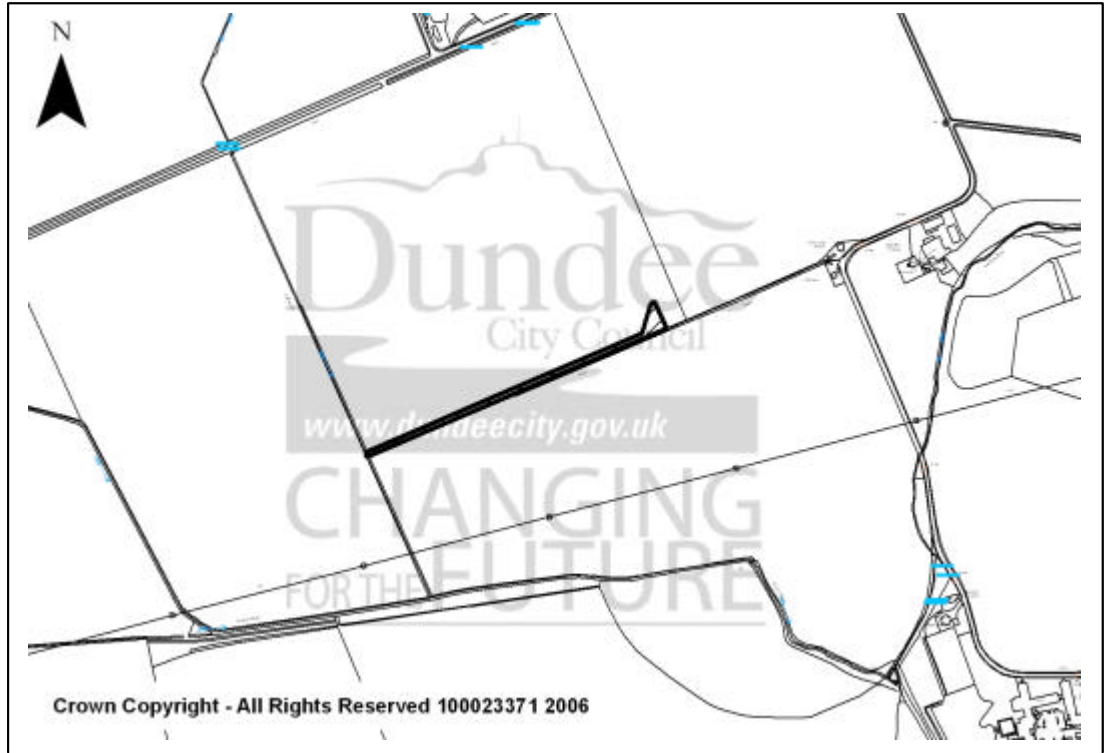 N
Dundee
City Council
www.dundeecity.gov.uk
CHANGING
FOR THE FUTURE
Crown Copyright - All Rights Reserved 100023371 2006